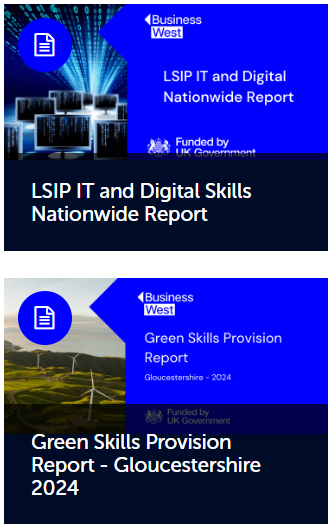 Business
West
LSIP IT and Digital
Nationwide Report
Funded by
UK Government
LSIP IT and Digital Skills
Nationwide Report
Business
West
Green Skills Provision
Report
Gloucestershire - 2024
Funded by
UK Government
Green Skills Provision
Report - Gloucestershire
2024